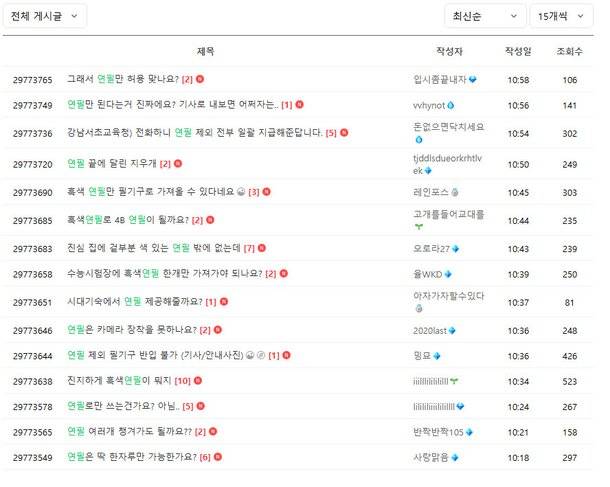 전체 게시글 최신순 15개씩
제목 작성자 작성일 조회수
29773765 그래서 연필만 허용 맞나요? [2] N 입시좀끝내자 10:58 106
29773749 연필만 된다는거 진짜에요? 기사로 내보면 어쩌자는.. [1] N vvhynot 10:56 141
29773736 강남서초교육청) 전화하니 연필 제외 전부 일괄 지급해준답니다. [5] N 돈없으면닥치세요 10:54 302
29773720 연필 끝에 달린 지우개 [2] N tjddlsdueorkrhtlv
ek 10:50 249
29773690 흑색 연필만 필기구로 가져올 수 있다네요 [3] N 레인포스 10:45 303
29773685 흑색연필로 4B 연필이 될까요? [2] N 고개를들어교대를 10:44 235
29773683 진심 집에 겉부분 색 있는 연필 밖에 없는데 [7] N 오로라27 10:43 239
29773658 수능시험장에 흑색연필 한개만 가져가야 되나요? [2] N 율WKD 10:39 250
29773651 시대기숙에서 연필 제공해줄까요? [1] N 아자가자할수있다 10:37 81
29773646 연필은 카메라 장착을 못하나요? [2] N 2020last 10:36 248
29773644 연필 제외 필기구 반입 불가 (기사/안내사진) [1] N 밍묘 10:36 426
29773638 진지하게 흑색연필이 뭐지 [10] N 10:34 523
29773578 연필로만 쓰는건가요? 아님.. [5] N 10:24 267
29773565 연필 여러개 챙겨가도 될까요?? [2] N 반짝반짝105 10:21 158
29773549 연필은 딱 한자루만 가능한가요? [6] N 사랑맑음 10:18 297